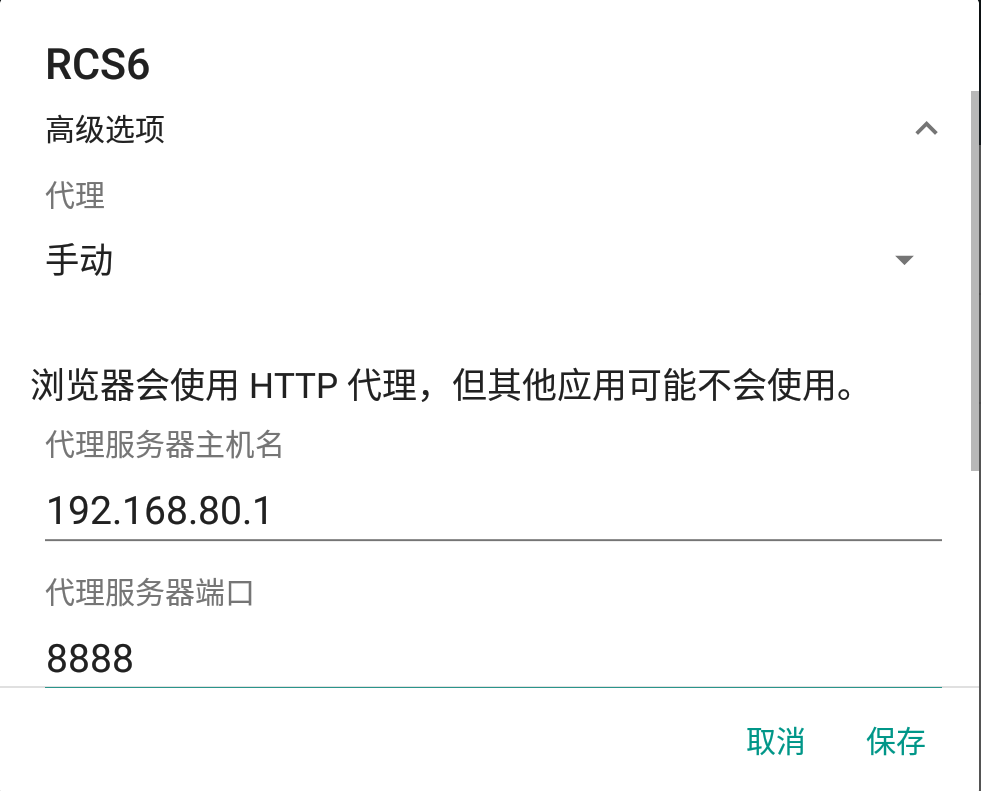 RCS6
高级选项
代理
手动
浏览器会使用 HTTP 代理，但其他应用可能不会使用。
代理服务器主机名
192.168.80.1
代理服务器端口
8888
取消 保存